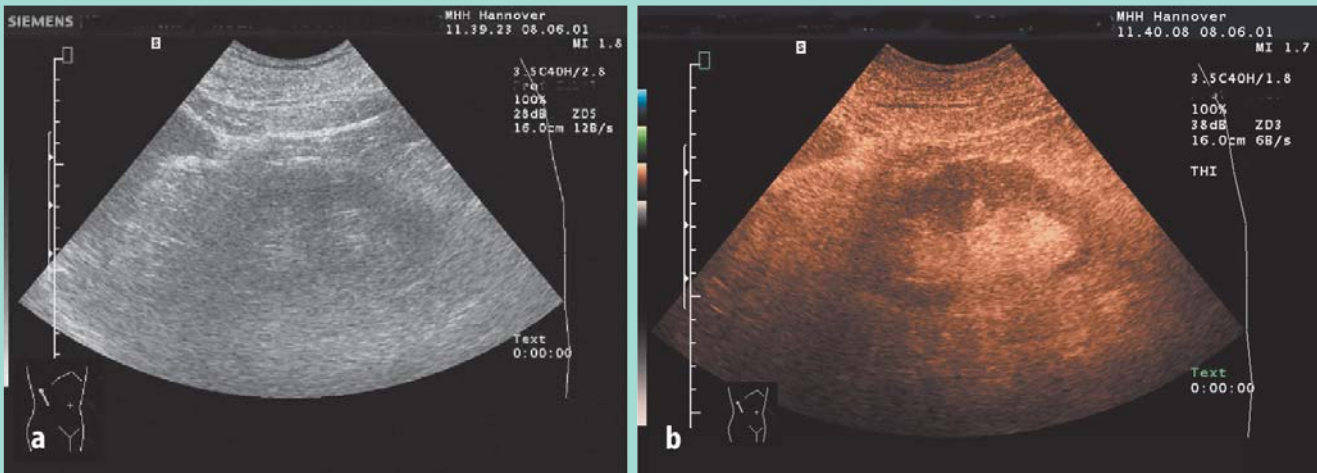 SIEMENS
MHH Hannover
11.39.23 08.06.01
S
MI 1.8
3.5C40H/2.8
100%
28dB ZD5
16.0cm 12B/s
Text
0:00:00
a
MHH Hannover
11.40.08 08.06.01
S
MI 1.7
3.5C40H/1.8
100%
38dB ZD3
16.0cm 6B/s
THI
Text
0:00:00
b